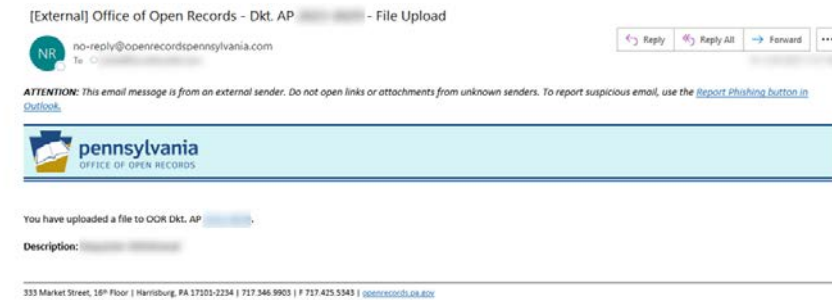 [External] Office of Open Records - Dkt. AP - File Upload
NR
no-reply@openrecordspennsylvania.com
To
Reply
Reply All
Forward
ATTENTION: This email message is from an external sender. Do not open links or attachments from unknown senders. To report suspicious email, use the Report Phishing button in
Outlook.
pennsylvania
OFFICE OF OPEN RECORDS
You have uploaded a file to OOR Dkt. AP .
Description:
333 Market Street, 16th Floor | Harrisburg, PA 17101-2234 | 717.346.9903 | F 717.425.5343 | openrecords.pa.gov